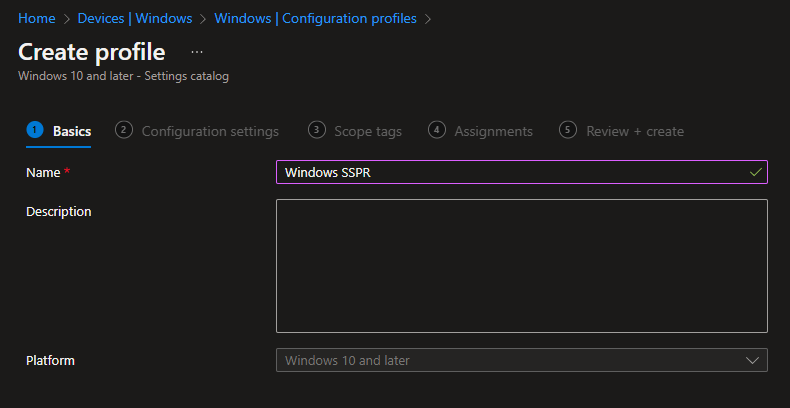 Home > Devices | Windows > Windows | Configuration profiles >
Create profile ...
Windows 10 and later - Settings catalog
1 Basics 2 Configuration settings 3 Scope tags 4 Assignments 5 Review + create
Name * Windows SSPR
Description
Platform Windows 10 and later